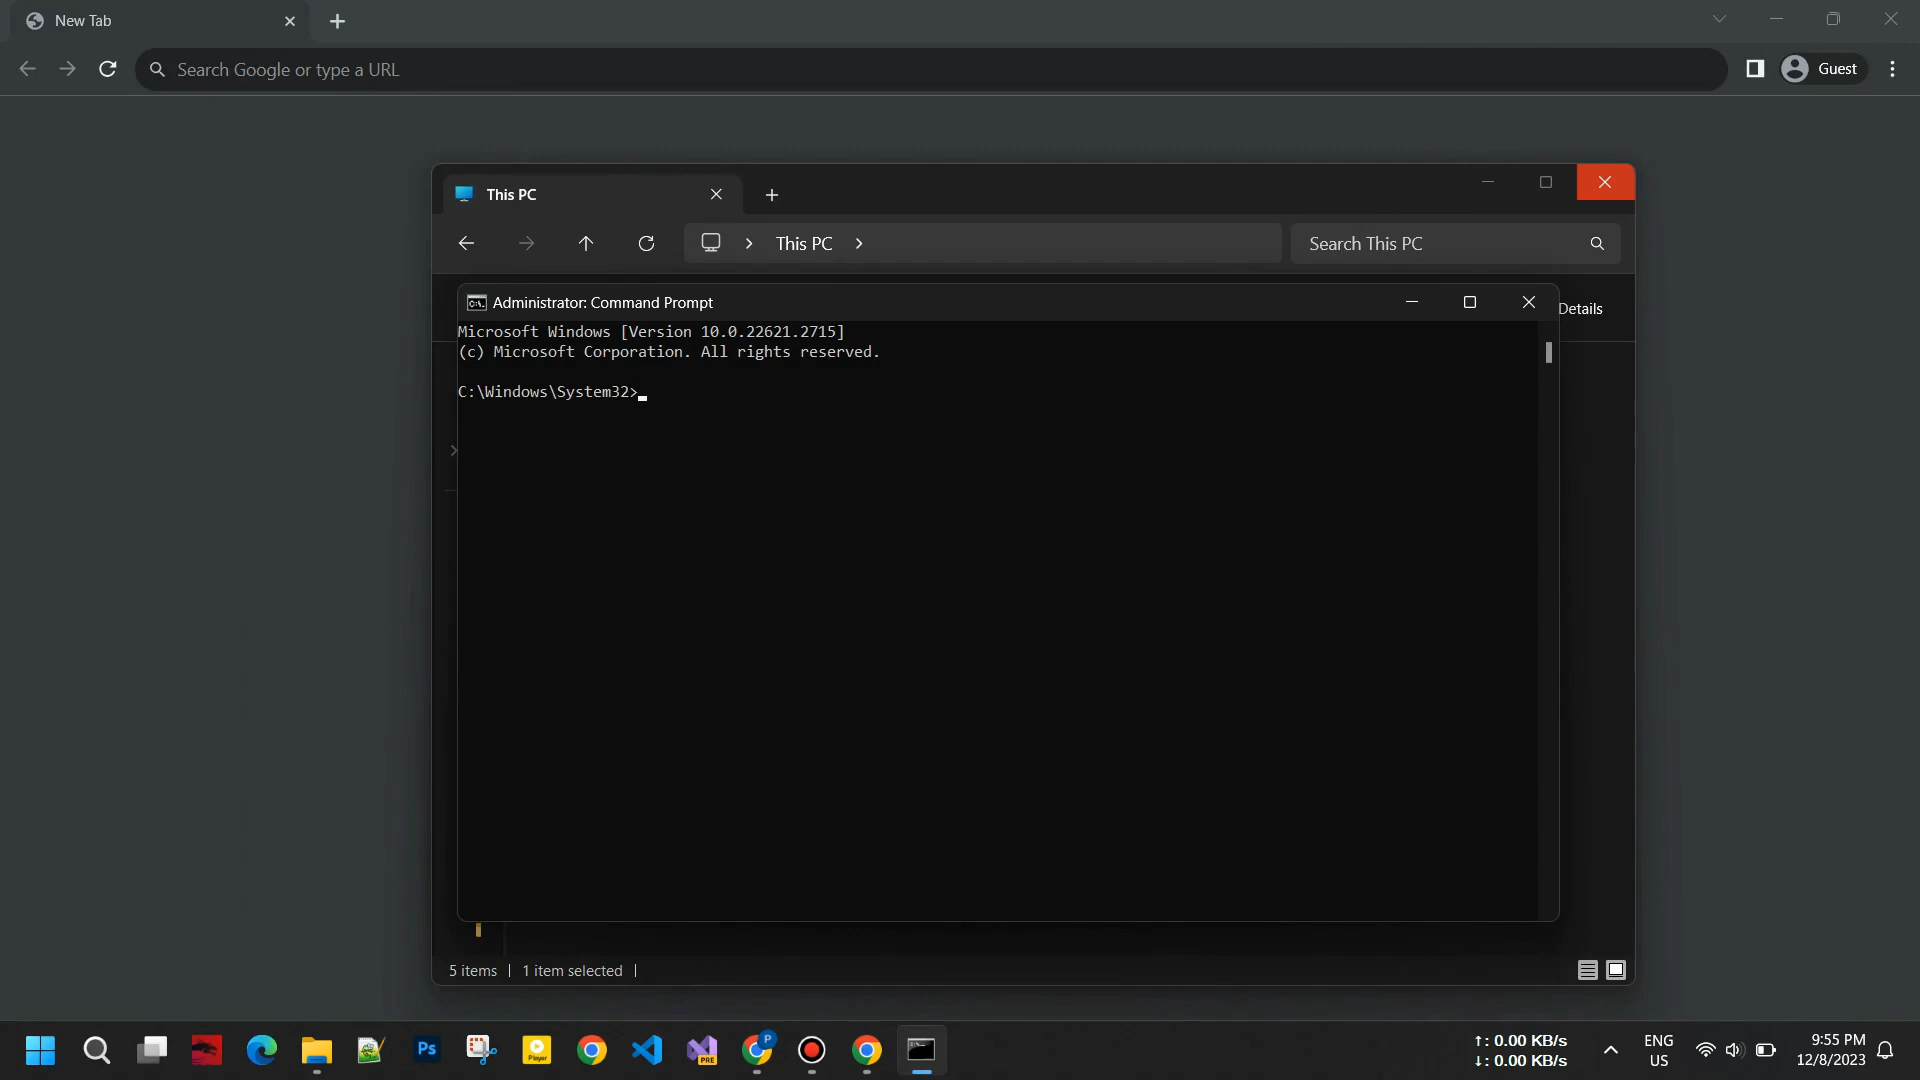 New Tab
Search Google or type a URL
Guest
This PC
This PC
Search This PC
Details
Administrator: Command Prompt
Microsoft Windows [Version 10.0.22621.2715]
(c) Microsoft Corporation. All rights reserved.
C:\Windows\System32>
5 items
1 item selected
Ps
Player
PRE
P
↑: 0.00 KB/s
↓: 0.00 KB/s
ENG
US
9:55 PM
12/8/2023